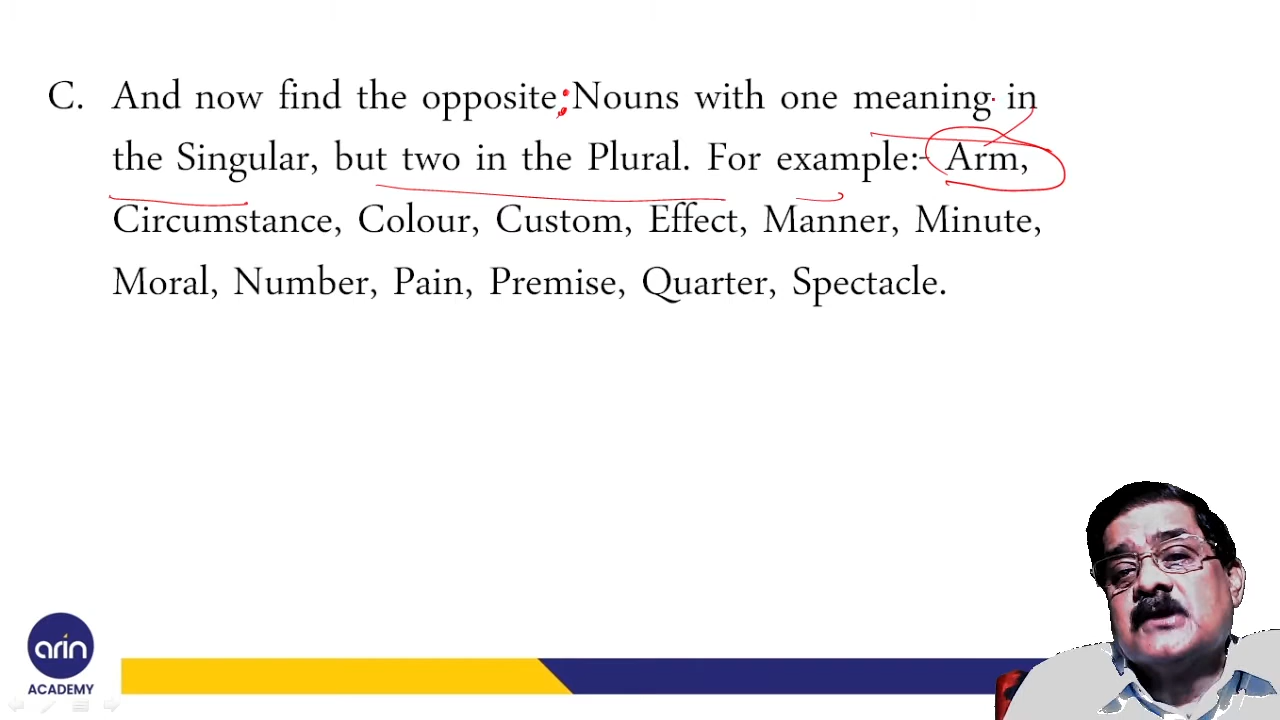 C. And now find the opposite; Nouns with one meaning in
the Singular, but two in the Plural. For example:- Arm,
Circumstance, Colour, Custom, Effect, Manner, Minute,
Moral, Number, Pain, Premise, Quarter, Spectacle.
arin
ACADEMY